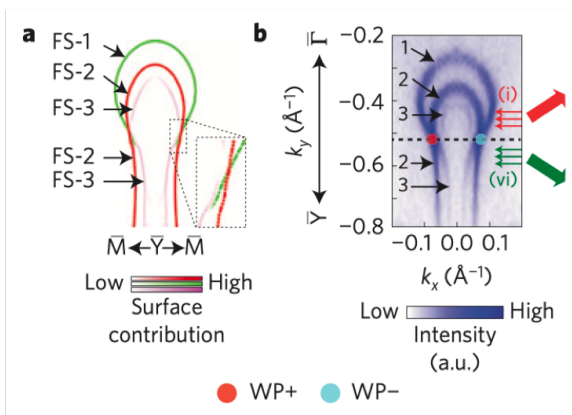 a
FS-1
FS-2
FS-3
FS-2
FS-3
M̄ ←Ȳ→ M̄
Low High
Surface
contribution
b
Γ̄
Ȳ
k_y (Å⁻¹)
−0.2
−0.4
−0.6
−0.8
1
2
3
2
3
(i)
(vi)
−0.1 0.0 0.1
k_x (Å⁻¹)
Low High
Intensity
(a.u.)
WP+ WP−